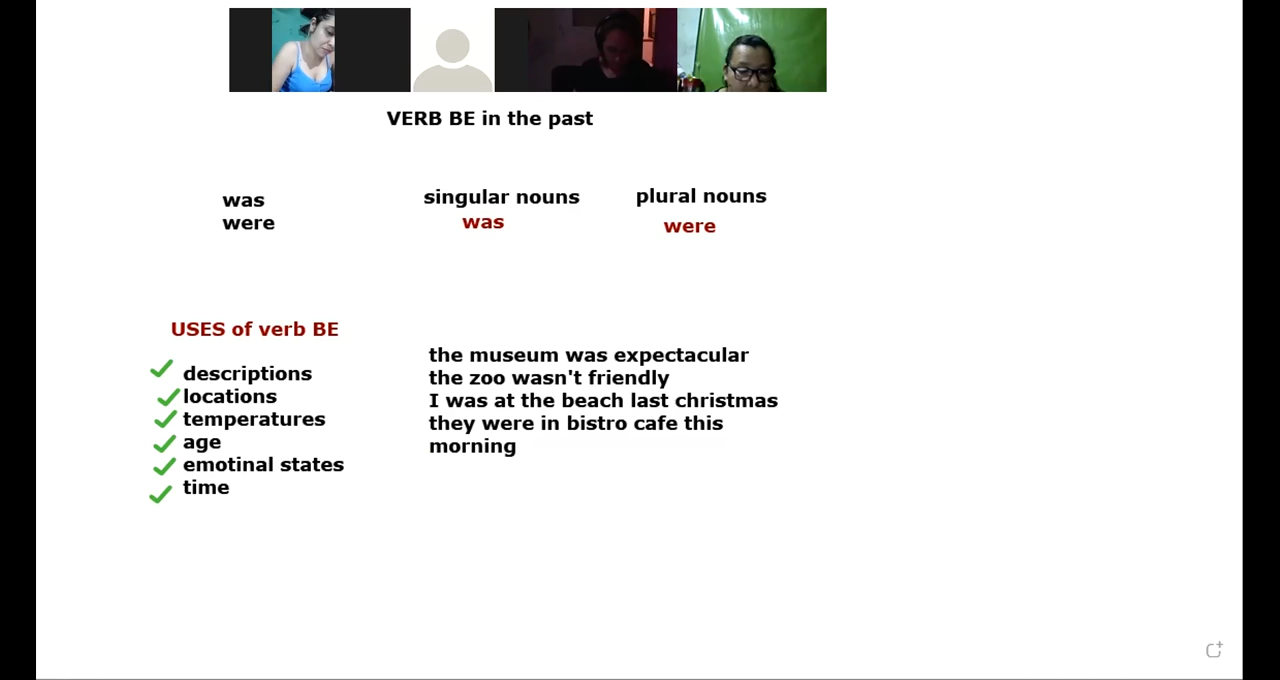 VERB BE in the past
was
were
singular nouns
was
plural nouns
were
USES of verb BE
descriptions
locations
temperatures
age
emotinal states
time
the museum was expectacular
the zoo wasn't friendly
I was at the beach last christmas
they were in bistro cafe this
morning